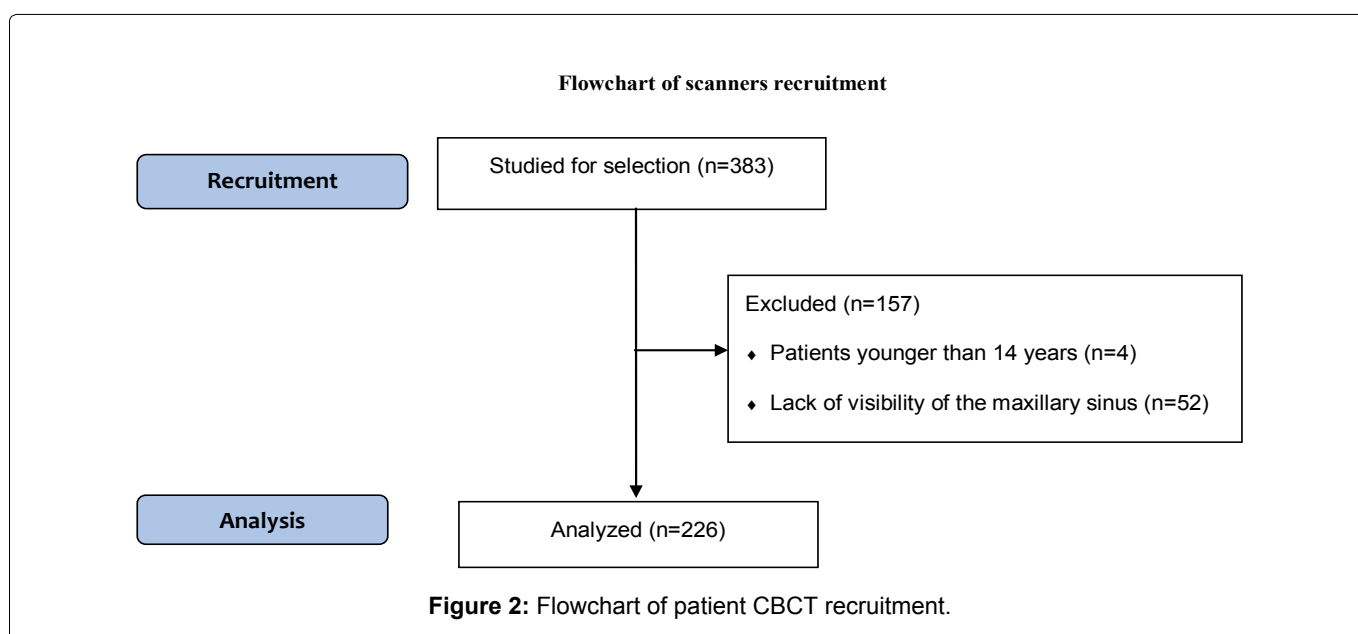 Flowchart of scanners recruitment
Recruitment
Studied for selection (n=383)
Excluded (n=157)
♦ Patients younger than 14 years (n=4)
♦ Lack of visibility of the maxillary sinus (n=52)
Analysis
Analyzed (n=226)
Figure 2: Flowchart of patient CBCT recruitment.